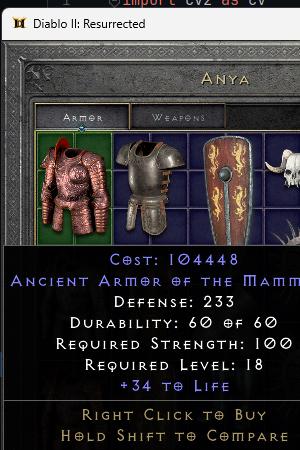 import cv2 as cv
Diablo II: Resurrected
Anya
Armor
Weapons
Cost: 104448
Ancient Armor of the Mamm
Defense: 233
Durability: 60 of 60
Required Strength: 100
Required Level: 18
+34 to Life
Right Click to Buy
Hold Shift to Compare